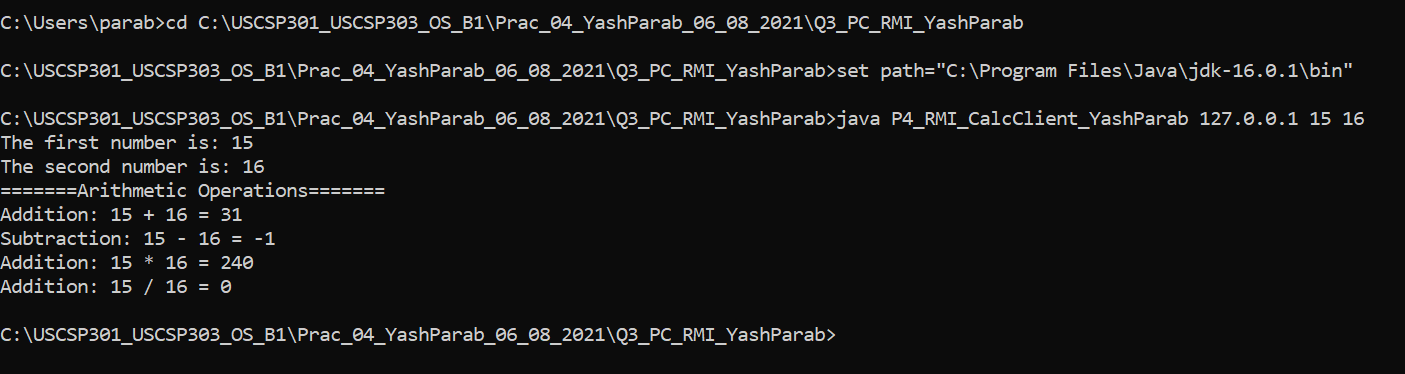 C:\Users\parab>cd C:\USCSP301_USCSP303_OS_B1\Prac_04_YashParab_06_08_2021\Q3_PC_RMI_YashParab
C:\USCSP301_USCSP303_OS_B1\Prac_04_YashParab_06_08_2021\Q3_PC_RMI_YashParab>set path="C:\Program Files\Java\jdk-16.0.1\bin"
C:\USCSP301_USCSP303_OS_B1\Prac_04_YashParab_06_08_2021\Q3_PC_RMI_YashParab>java P4_RMI_CalcClient_YashParab 127.0.0.1 15 16
The first number is: 15
The second number is: 16
=======Arithmetic Operations=======
Addition: 15 + 16 = 31
Subtraction: 15 - 16 = -1
Addition: 15 * 16 = 240
Addition: 15 / 16 = 0
C:\USCSP301_USCSP303_OS_B1\Prac_04_YashParab_06_08_2021\Q3_PC_RMI_YashParab>